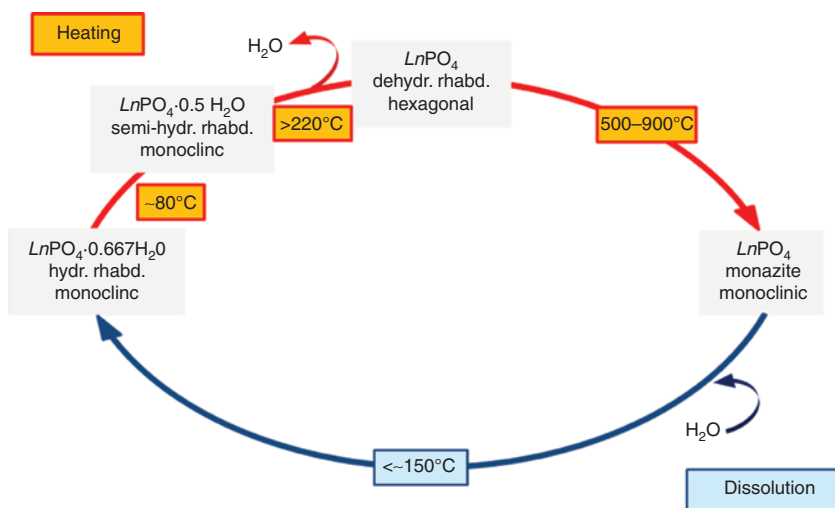 Heating
H₂O
LnPO₄
dehydr. rhabd.
hexagonal
LnPO₄·0.5 H₂O
semi-hydr. rhabd.
monoclinc
>220°C
500–900°C
~80°C
LnPO₄·0.667H₂0
hydr. rhabd.
monoclinc
LnPO₄
monazite
monoclinic
H₂O
<~150°C
Dissolution